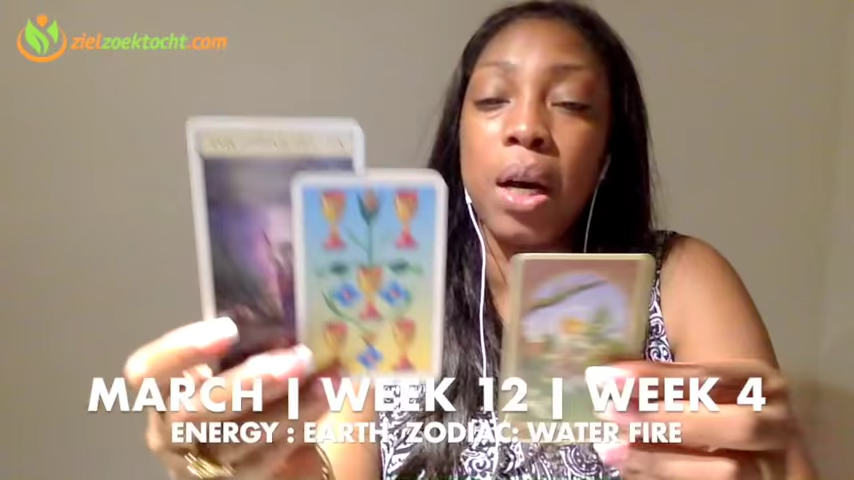 zielzoektocht.com
MARCH | WEEK 12 | WEEK 4
ENERGY : EARTH ZODIAC: WATER FIRE